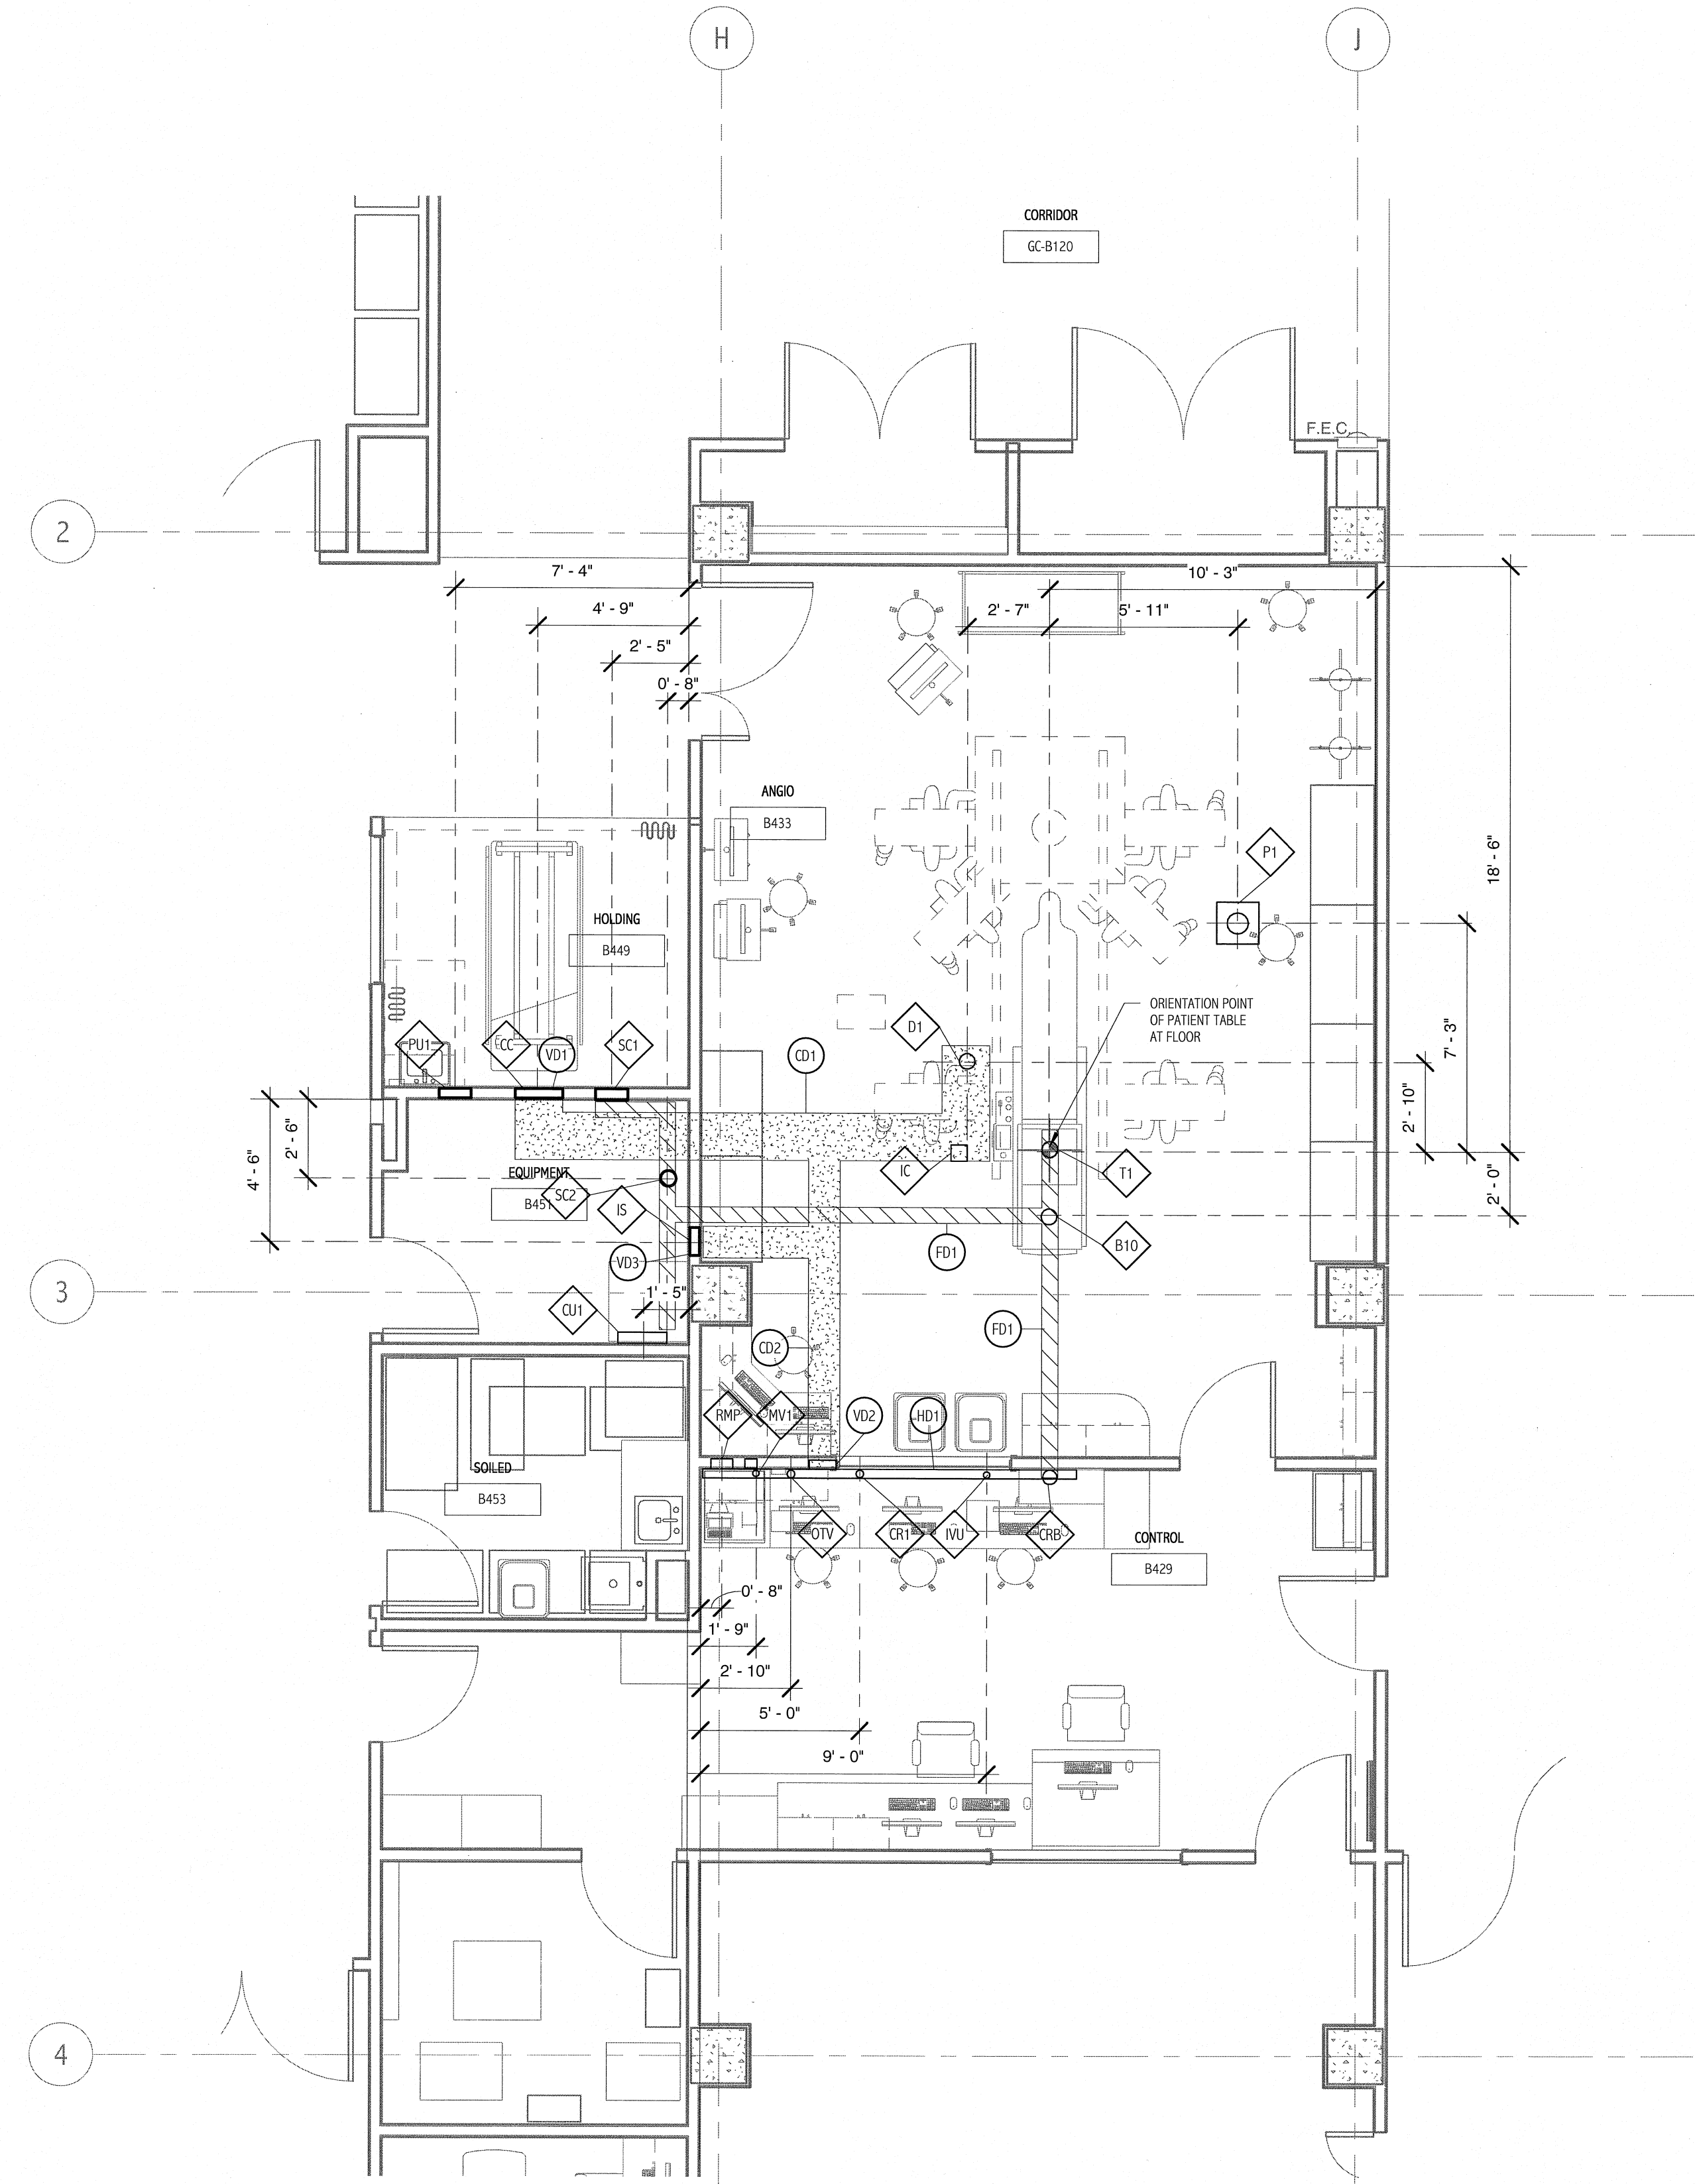 H
J
CORRIDOR
GC-B120
F.E.C.
2
7' - 4"
10' - 3"
4' - 9"
2' - 7"
5' - 11"
2' - 5"
0' - 8"
ANGIO
B433
P1
18' - 6"
HOLDING
B449
7' - 3"
ORIENTATION POINT
OF PATIENT TABLE
AT FLOOR
D1
PU1
CC
VD1
SC1
CD1
2' - 10"
4' - 6"
2' - 6"
EQUIPMENT
B451
SC2
IS
IC
T1
2' - 0"
FD1
B10
VD3
3
1' - 5"
CU1
FD1
CD2
RMP
MV1
VD2
HD1
SOILED
B453
OTV
CR1
IVU
CRB
CONTROL
B429
0' - 8"
1' - 9"
2' - 10"
5' - 0"
9' - 0"
4